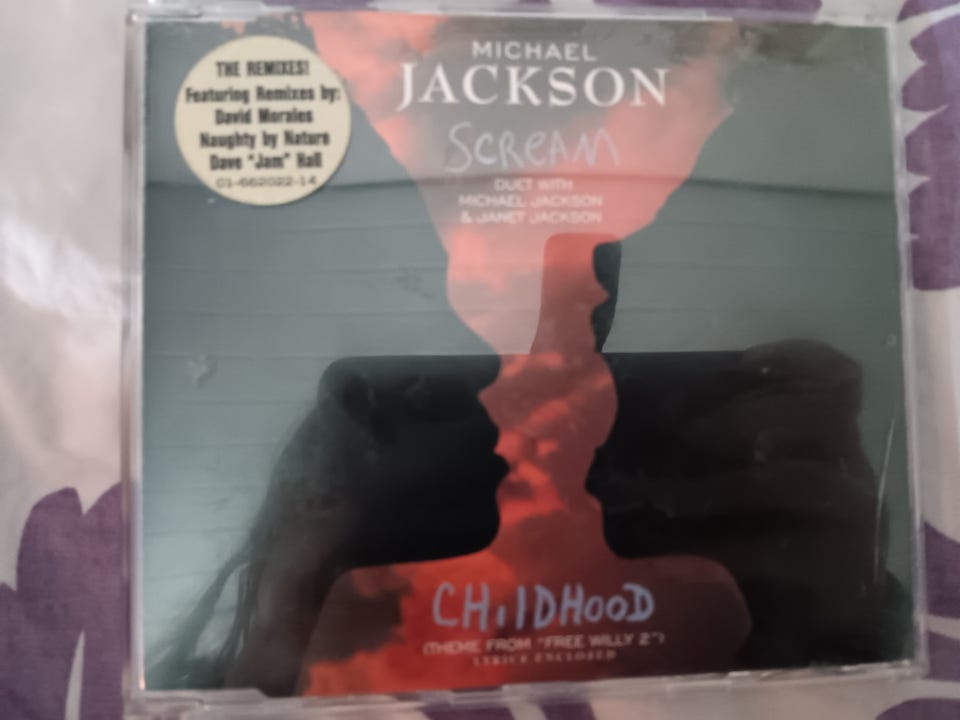 THE REMIXES!
Featuring Remixes by:
David Morales
Naughty by Nature
Dave "Jam" Hall
01-662022-14
MICHAEL
JACKSON
SCREAM
DUET WITH
MICHAEL JACKSON
& JANET JACKSON
CHilDHooD
(THEME FROM "FREE WILLY 2")
LYRICS ENCLOSED